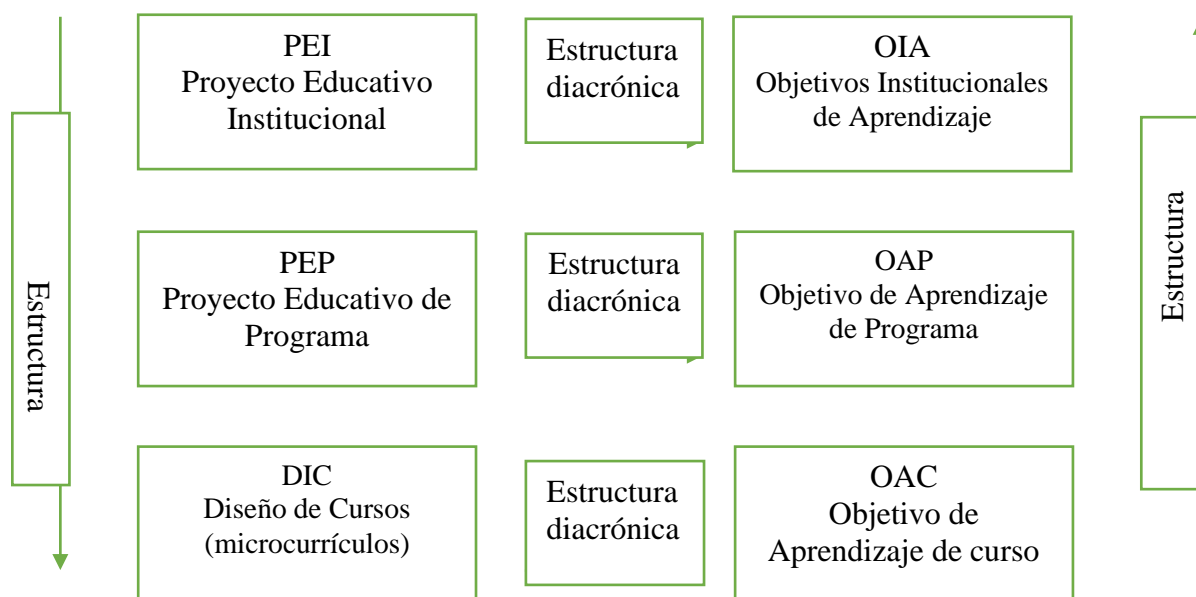 PEI
Proyecto Educativo
Institucional
Estructura
diacrónica
OIA
Objetivos Institucionales
de Aprendizaje
Estructura
Estructura
PEP
Proyecto Educativo de
Programa
Estructura
diacrónica
OAP
Objetivo de Aprendizaje
de Programa
DIC
Diseño de Cursos
(microcurrículos)
Estructura
diacrónica
OAC
Objetivo de
Aprendizaje de curso